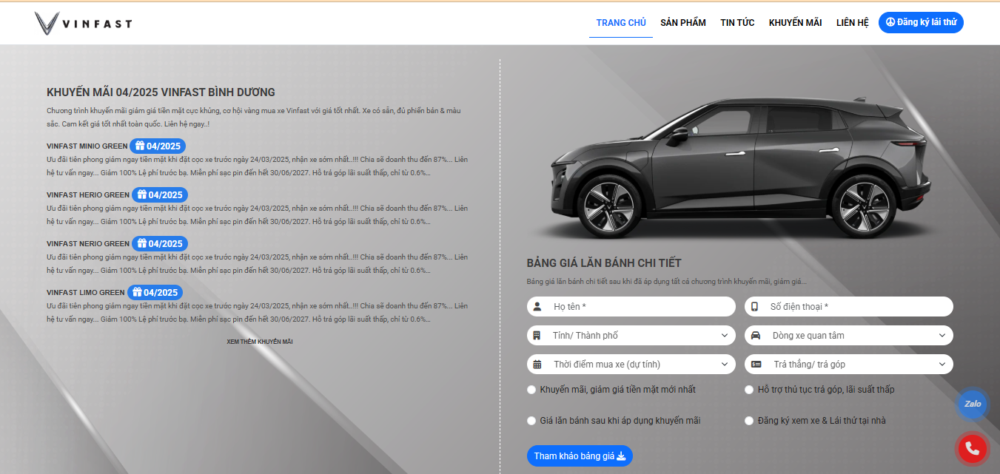 VINFAST
TRANG CHỦ SẢN PHẨM TIN TỨC KHUYẾN MÃI LIÊN HỆ Đăng ký lái thử
KHUYẾN MÃI 04/2025 VINFAST BÌNH DƯƠNG
Chương trình khuyến mãi giảm giá tiền mặt cực khủng, cơ hội vàng mua xe Vinfast với giá tốt nhất. Xe có sẵn, đủ phiên bản & màu
sắc. Cam kết giá tốt nhất toàn quốc. Liên hệ ngay..!
VINFAST MINIO GREEN 04/2025
Ưu đãi tiên phong giảm ngay tiền mặt khi đặt cọc xe trước ngày 24/03/2025, nhận xe sớm nhất..!!! Chia sẽ doanh thu đến 87%... Liên
hệ tư vấn ngay... Giảm 100% Lệ phí trước bạ. Miễn phí sạc pin đến hết 30/06/2027. Hỗ trả góp lãi suất thấp, chỉ từ 0.6%...
VINFAST HERIO GREEN 04/2025
Ưu đãi tiên phong giảm ngay tiền mặt khi đặt cọc xe trước ngày 24/03/2025, nhận xe sớm nhất..!!! Chia sẽ doanh thu đến 87%... Liên
hệ tư vấn ngay... Giảm 100% Lệ phí trước bạ. Miễn phí sạc pin đến hết 30/06/2027. Hỗ trả góp lãi suất thấp, chỉ từ 0.6%...
VINFAST NERIO GREEN 04/2025
Ưu đãi tiên phong giảm ngay tiền mặt khi đặt cọc xe trước ngày 24/03/2025, nhận xe sớm nhất..!!! Chia sẽ doanh thu đến 87%... Liên
hệ tư vấn ngay... Giảm 100% Lệ phí trước bạ. Miễn phí sạc pin đến hết 30/06/2027. Hỗ trả góp lãi suất thấp, chỉ từ 0.6%...
VINFAST LIMO GREEN 04/2025
Ưu đãi tiên phong giảm ngay tiền mặt khi đặt cọc xe trước ngày 24/03/2025, nhận xe sớm nhất..!!! Chia sẽ doanh thu đến 87%... Liên
hệ tư vấn ngay... Giảm 100% Lệ phí trước bạ. Miễn phí sạc pin đến hết 30/06/2027. Hỗ trả góp lãi suất thấp, chỉ từ 0.6%...
XEM THÊM KHUYẾN MÃI
BẢNG GIÁ LĂN BÁNH CHI TIẾT
Bảng giá lăn bánh chi tiết sau khi đã áp dụng tất cả chương trình khuyến mãi, giảm giá...
Họ tên * Số điện thoại *
Tỉnh/ Thành phố Dòng xe quan tâm
Thời điểm mua xe (dự tính) Trả thẳng/ trả góp
Khuyến mãi, giảm giá tiền mặt mới nhất Hỗ trợ thủ tục trả góp, lãi suất thấp
Giá lăn bánh sau khi áp dụng khuyến mãi Đăng ký xem xe & Lái thử tại nhà
Tham khảo bảng giá
Zalo